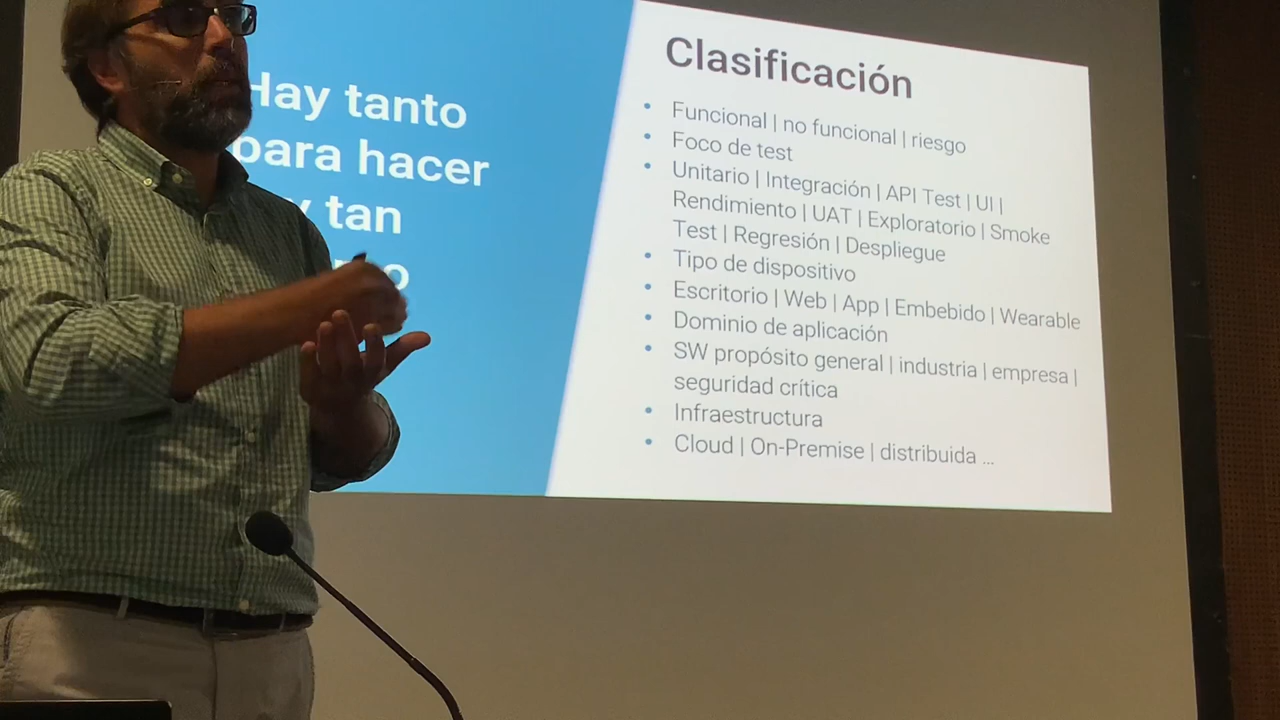 Hay tanto
para hacer
y tan
Clasificación
Funcional | no funcional | riesgo
Foco de test
Unitario | Integración | API Test | UI |
Rendimiento | UAT | Exploratorio | Smoke
Test | Regresión | Despliegue
Tipo de dispositivo
Escritorio | Web | App | Embebido | Wearable
Dominio de aplicación
SW propósito general | industria | empresa |
seguridad crítica
Infraestructura
Cloud | On-Premise | distribuida ...